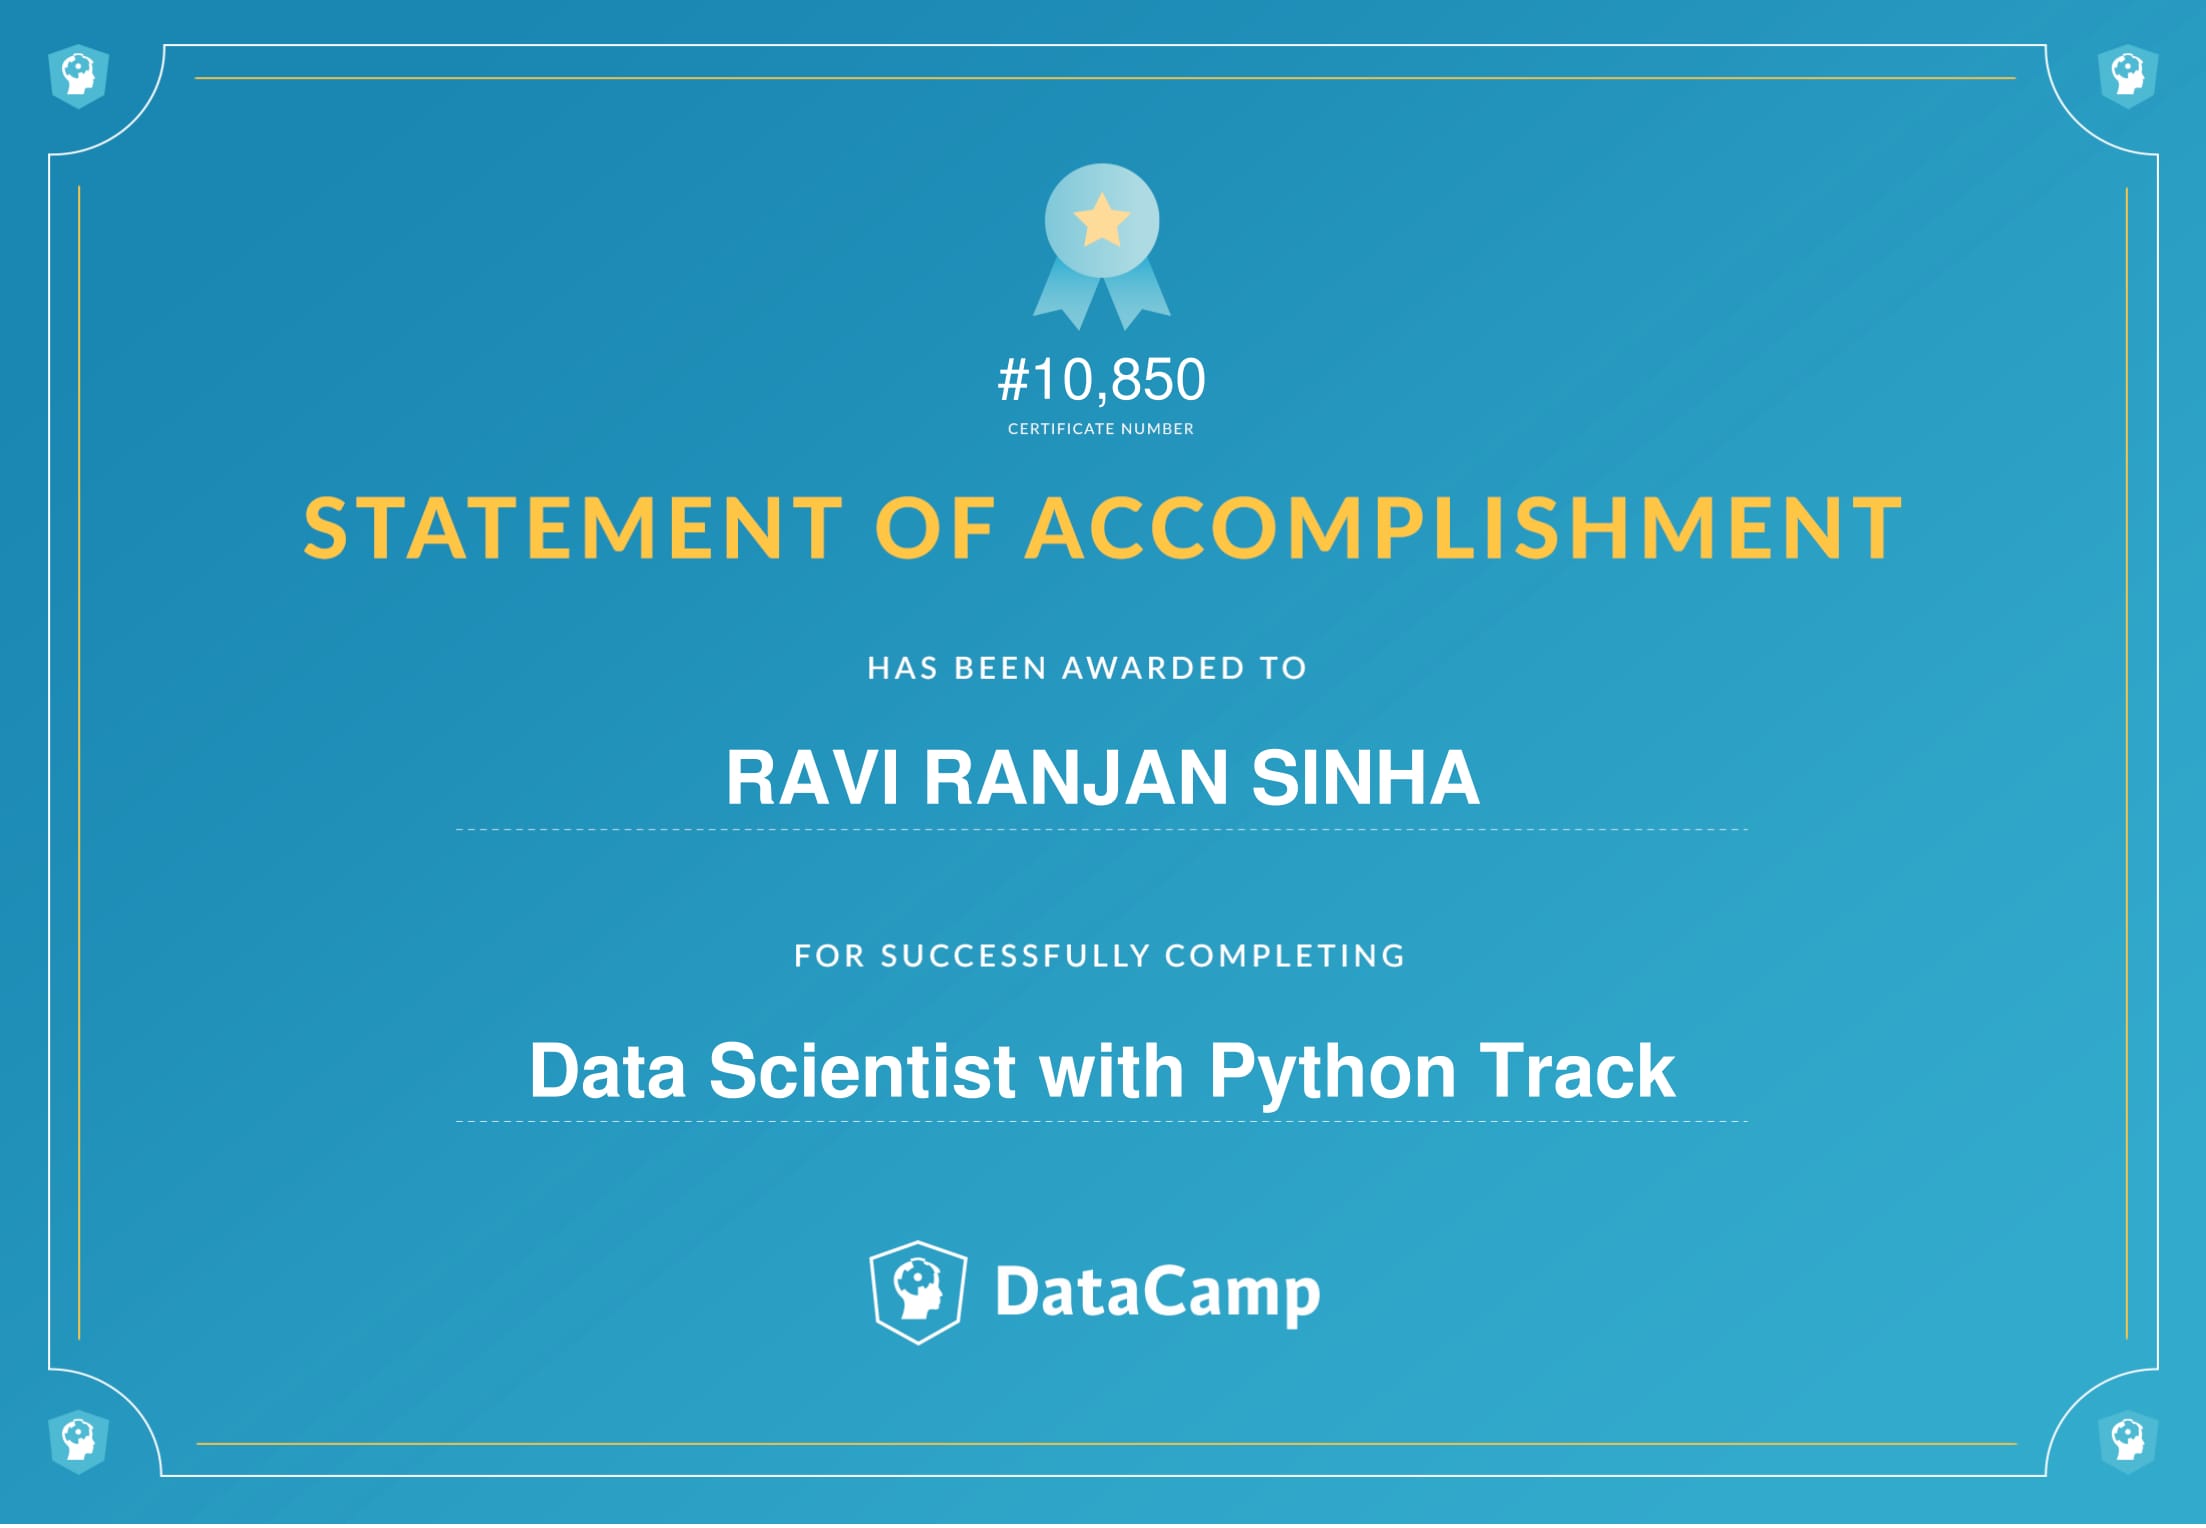 #10,850
CERTIFICATE NUMBER
STATEMENT OF ACCOMPLISHMENT
HAS BEEN AWARDED TO
RAVI RANJAN SINHA
FOR SUCCESSFULLY COMPLETING
Data Scientist with Python Track
DataCamp